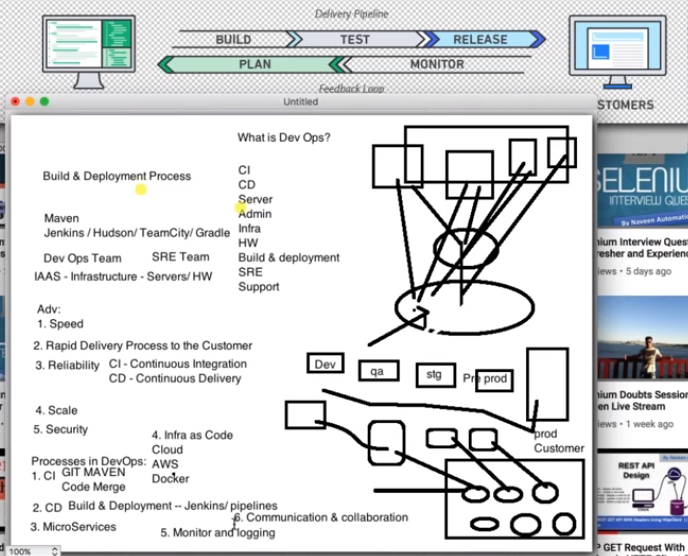 Delivery Pipeline
BUILD
TEST
RELEASE
PLAN
MONITOR
Feedback Loop
STOMERS
Untitled
What is Dev Ops?
Build & Deployment Process
CI
CD
Server
Admin
Infra
HW
Build & deployment
SRE
Support
Maven
Jenkins / Hudson/ TeamCity/ Gradle
Dev Ops Team
SRE Team
IAAS - Infrastructure - Servers/ HW
Adv:
1. Speed
2. Rapid Delivery Process to the Customer
3. Reliability
CI - Continuous Integration
CD - Continuous Delivery
4. Scale
5. Security
4. Infra as Code
Cloud
AWS
Docker
Processes in DevOps:
1. CI
GIT MAVEN
Code Merge
2. CD
Build & Deployment -- Jenkins/ pipelines
3. MicroServices
6. Communication & collaboration
5. Monitor and logging
Dev
qa
stg
Pre prod
prod
Customer
100%
SELENIU
INTERVIEW QUES
By Naveen Automation
nium Interview Quest
resher and Experienc
iews • 5 days ago
nium Doubts Session
en Live Stream
iews • 1 week ago
REST API
Design
GET Request With